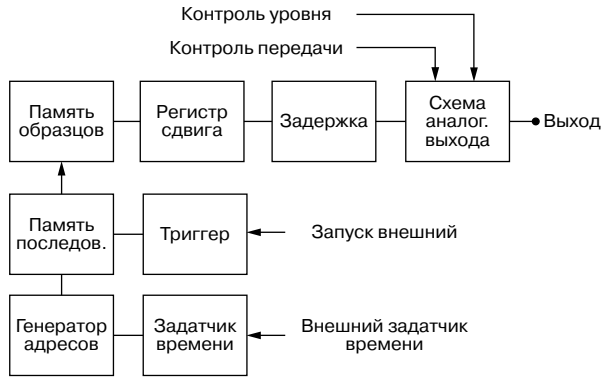 Контроль уровня
Контроль передачи
Память
образцов
Регистр
сдвига
Задержка
Схема
аналог.
выхода
Выход
Память
последов.
Триггер
Запуск внешний
Генератор
адресов
Задатчик
времени
Внешний задатчик
времени